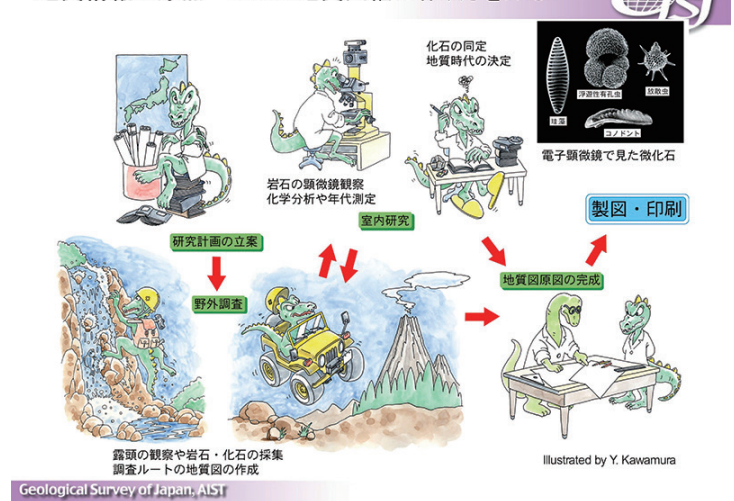 化石の同定
地質時代の決定
珪藻
浮遊性有孔虫
放散虫
コノドント
電子顕微鏡で見た微化石
岩石の顕微鏡観察
化学分析や年代測定
室内研究
製図・印刷
研究計画の立案
野外調査
地質図原図の完成
露頭の観察や岩石・化石の採集
調査ルートの地質図の作成
Illustrated by Y. Kawamura
Geological Survey of Japan, AIST